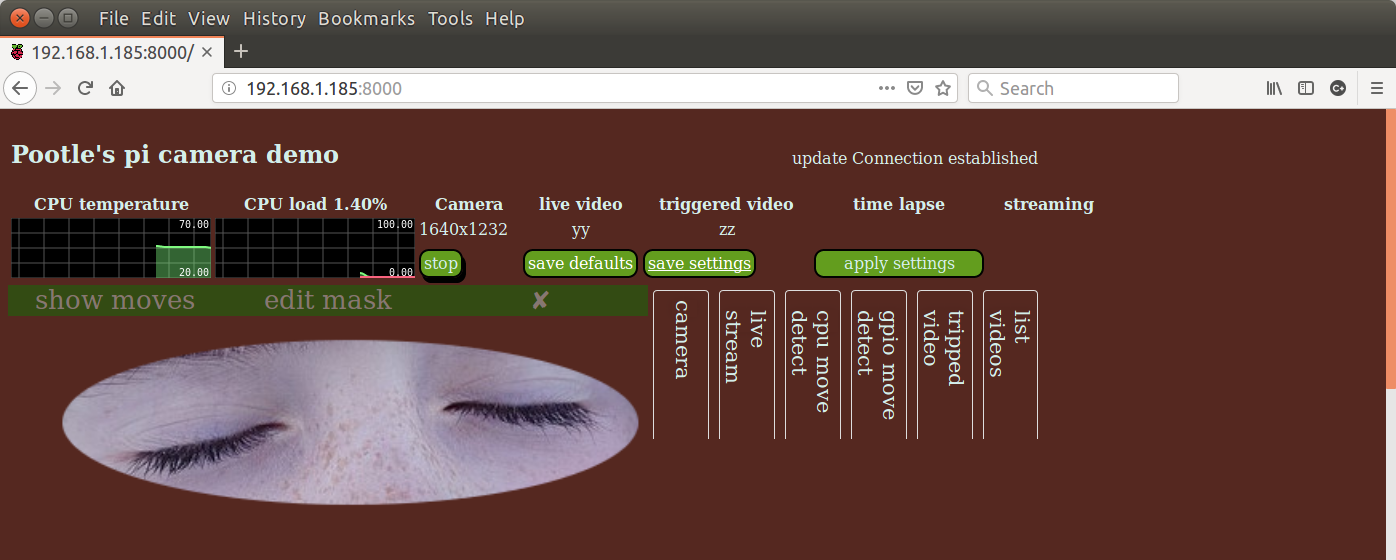 File Edit View History Bookmarks Tools Help
192.168.1.185:8000/
192.168.1.185:8000
Search
Pootle's pi camera demo
update Connection established
CPU temperature CPU load 1.40% Camera live video triggered video time lapse streaming
70.00
20.00
100.00
0.00
1640x1232 yy zz
stop save defaults save settings apply settings
show moves edit mask ✘
camera
live
stream
cpu move
detect
gpio move
detect
tripped
video
list
videos